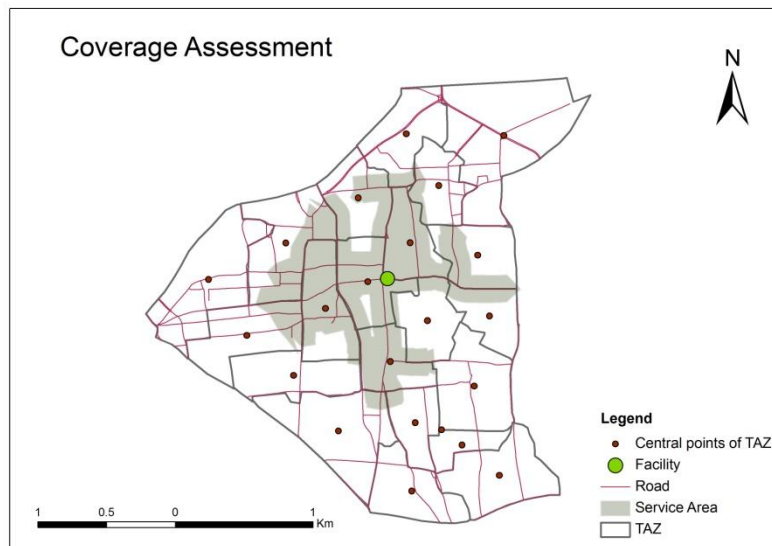 Coverage Assessment
N
Legend
Central points of TAZ
Facility
Road
Service Area
TAZ
1 0.5 0 1
Km